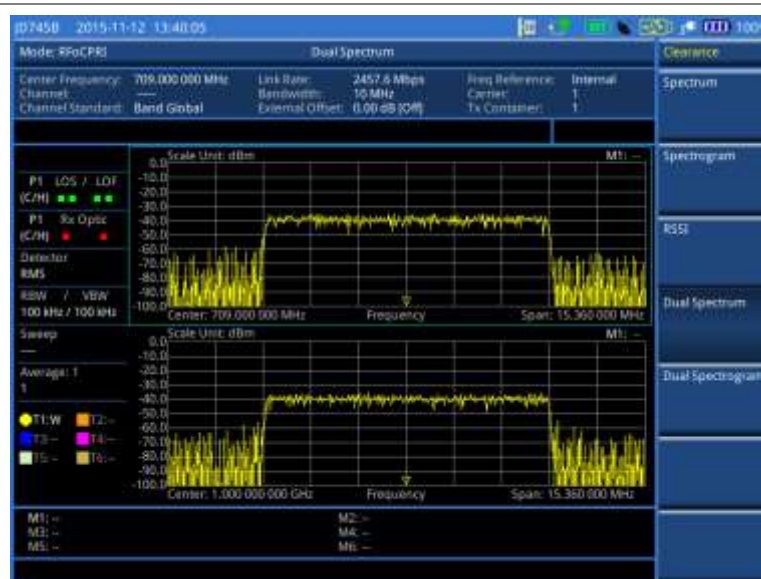 JD745B 2015-11-12 13:48:05
100%
Mode: RFoCPRI
Dual Spectrum
Clearance
Center Frequency: 709.000 000 MHz
Channel: ----
Channel Standard: Band Global
Link Rate: 2457.6 Mbps
Bandwidth: 10 MHz
External Offset: 0.00 dB [Off]
Freq Reference: Internal
Carrier: 1
Tx Container: 1
P1 LOS / LOF
(C/H)
P1 Rx Optic
(C/H)
Detector
RMS
RBW / VBW
100 kHz / 100 kHz
Sweep
----
Average: 1
1
T1:W T2:--
T3:-- T4:--
T5:-- T6:--
Scale Unit: dBm
M1: --
0.0
-10.0
-20.0
-30.0
-40.0
-50.0
-60.0
-70.0
-80.0
-90.0
-100.0
Center: 709.000 000 MHz
Frequency
Span: 15.360 000 MHz
Scale Unit: dBm
M1: --
0.0
-10.0
-20.0
-30.0
-40.0
-50.0
-60.0
-70.0
-80.0
-90.0
-100.0
Center: 1.000 000 000 GHz
Frequency
Span: 15.360 000 MHz
M1: --
M2: --
M3: --
M4: --
M5: --
M6: --
Spectrum
Spectrogram
RSSI
Dual Spectrum
Dual Spectrogram